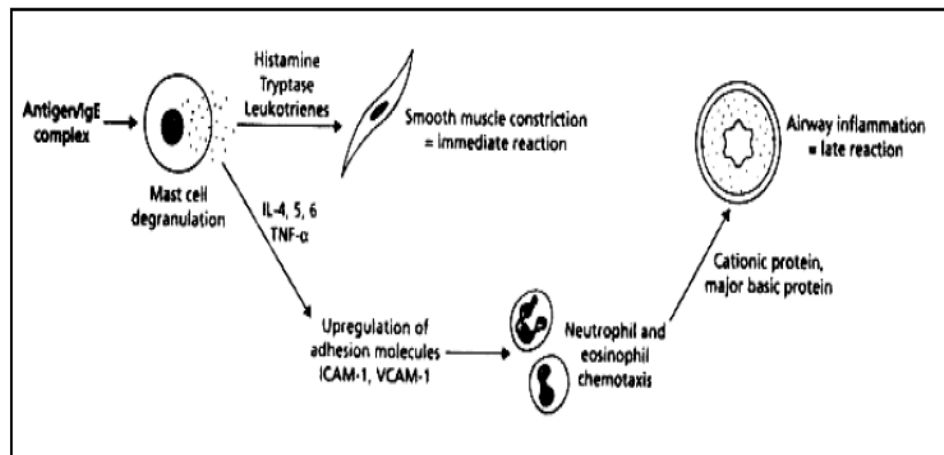 Antigen/IgE
complex
Mast cell
degranulation
Histamine
Tryptase
Leukotrienes
Smooth muscle constriction
= immediate reaction
IL-4, 5, 6
TNF-α
Upregulation of
adhesion molecules
ICAM-1, VCAM-1
Neutrophil and
eosinophil
chemotaxis
Cationic protein,
major basic protein
Airway inflammation
= late reaction